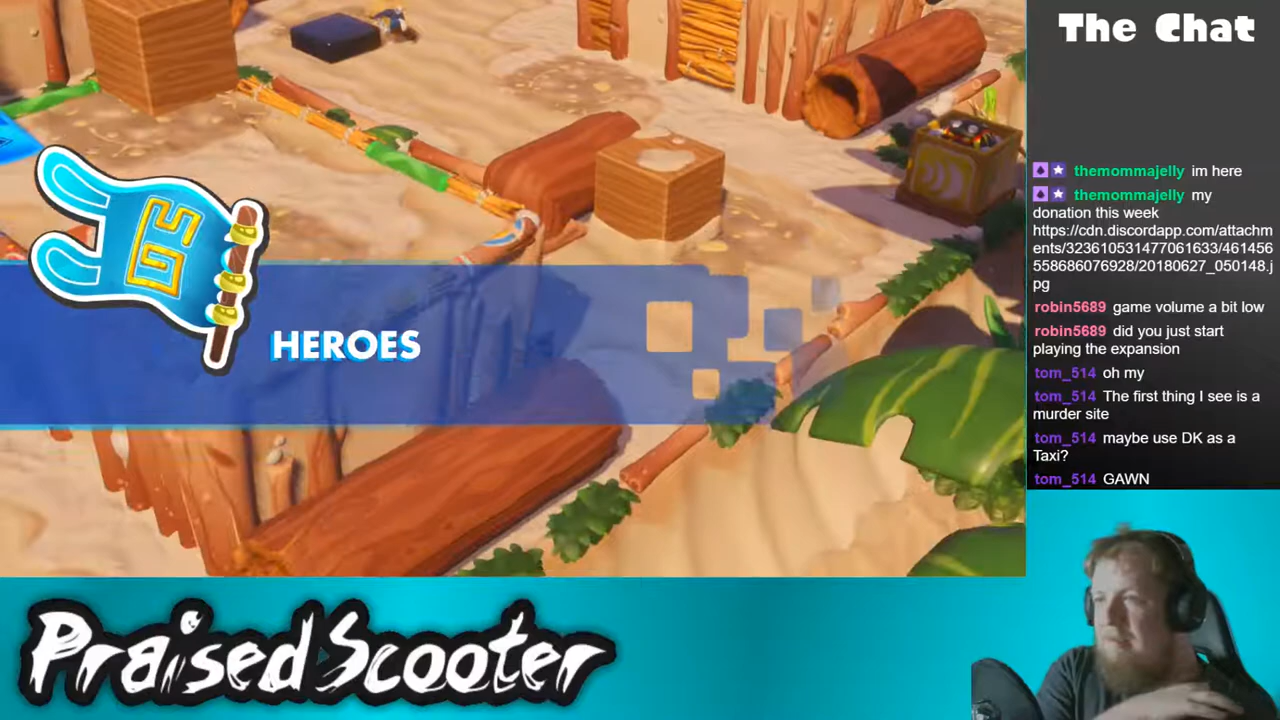 The Chat
themommajelly im here
themommajelly my
donation this week
https://cdn.discordapp.com/attachm
ents/323610531477061633/461456
558686076928/20180627_050148.j
pg
robin5689 game volume a bit low
robin5689 did you just start
playing the expansion
tom_514 oh my
tom_514 The first thing I see is a
murder site
tom_514 maybe use DK as a
Taxi?
tom_514 GAWN
HEROES
PraisedScooter